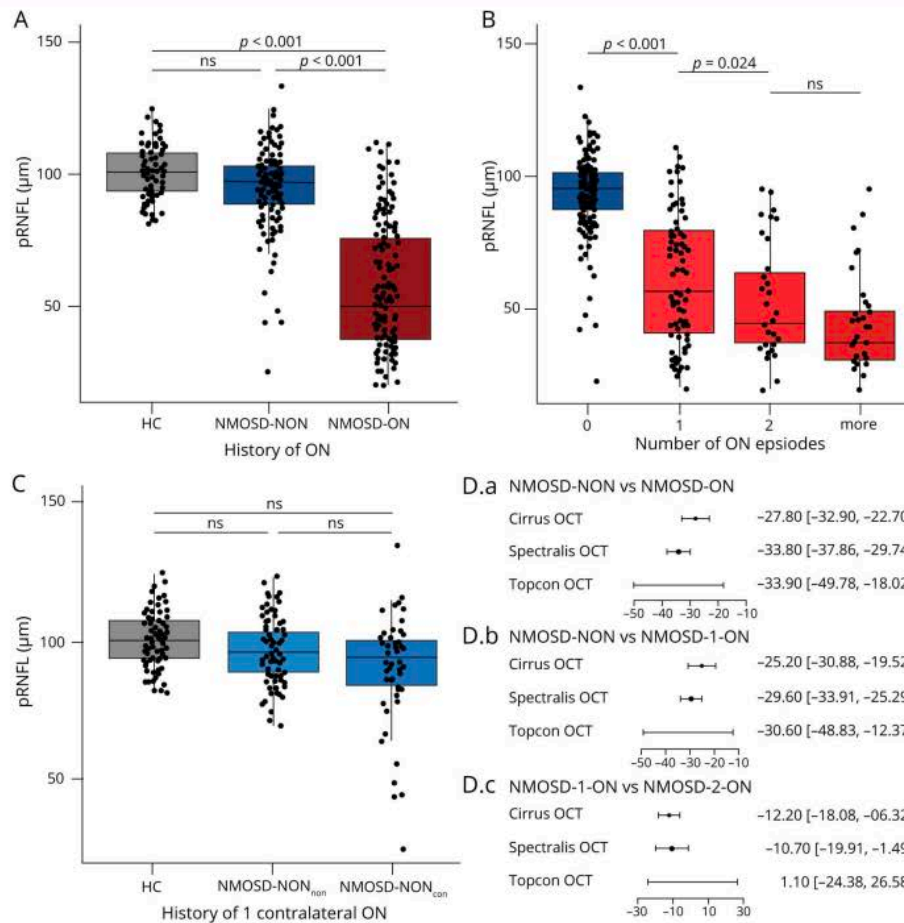 A
150
100
50
pRNFL (μm)
p < 0.001
ns
p < 0.001
HC
NMOSD-NON
NMOSD-ON
History of ON
B
150
100
50
pRNFL (μm)
p < 0.001
p = 0.024
ns
0
1
2
more
Number of ON epsiodes
C
150
100
50
pRNFL (μm)
ns
ns
ns
HC
NMOSD-NONnon
NMOSD-NONcon
History of 1 contralateral ON
D.a NMOSD-NON vs NMOSD-ON
Cirrus OCT –27.80 [–32.90, –22.70
Spectralis OCT –33.80 [–37.86, –29.74
Topcon OCT –33.90 [–49.78, –18.02
–50 –40 –30 –20 –10
D.b NMOSD-NON vs NMOSD-1-ON
Cirrus OCT –25.20 [–30.88, –19.52
Spectralis OCT –29.60 [–33.91, –25.29
Topcon OCT –30.60 [–48.83, –12.37
–50 –40 –30 –20 –10
D.c NMOSD-1-ON vs NMOSD-2-ON
Cirrus OCT –12.20 [–18.08, –06.32
Spectralis OCT –10.70 [–19.91, –1.49
Topcon OCT 1.10 [–24.38, 26.58
–30 –10 10 30